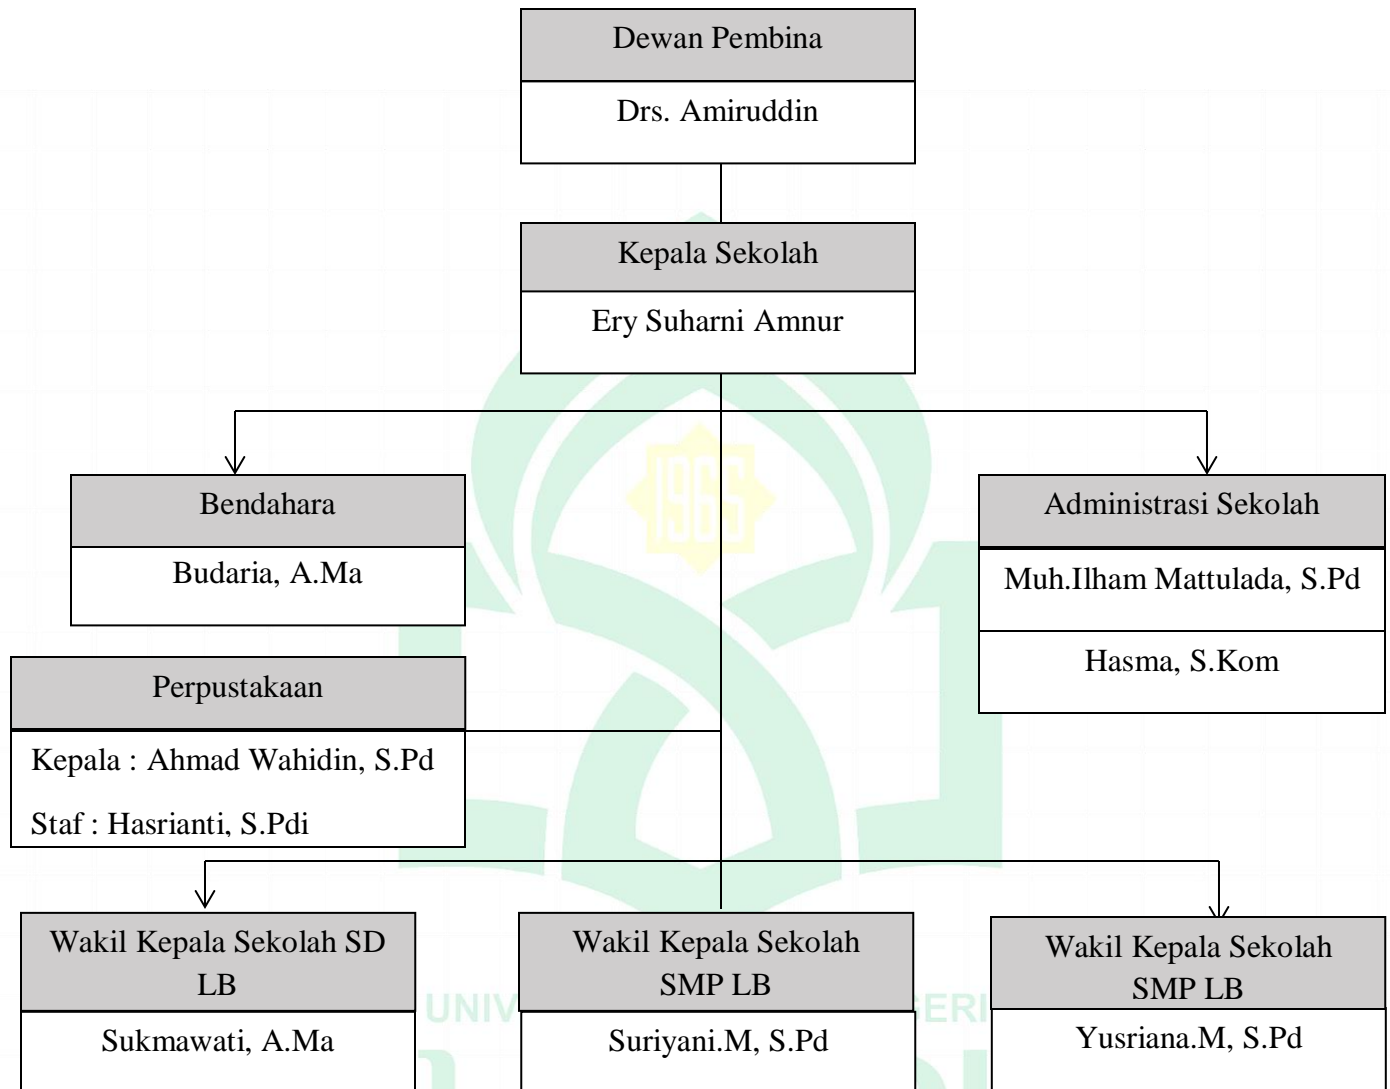 Dewan Pembina
Drs. Amiruddin
Kepala Sekolah
Ery Suharni Amnur
1965
Bendahara
Budaria, A.Ma
Administrasi Sekolah
Muh.Ilham Mattulada, S.Pd
Hasma, S.Kom
Perpustakaan
Kepala : Ahmad Wahidin, S.Pd
Staf : Hasrianti, S.Pdi
Wakil Kepala Sekolah SD
LB
Sukmawati, A.Ma
Wakil Kepala Sekolah
SMP LB
Suriyani.M, S.Pd
Wakil Kepala Sekolah
SMP LB
Yusriana.M, S.Pd